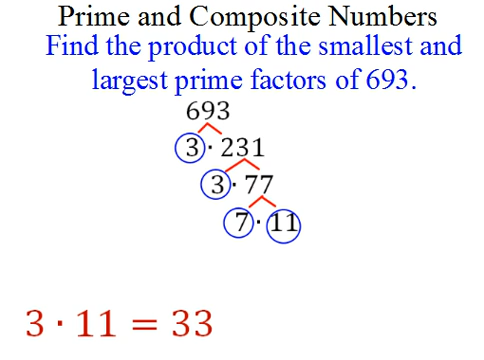 Prime and Composite Numbers
Find the product of the smallest and
largest prime factors of 693.
693
3 · 231
3 · 77
7 · 11
3 · 11 = 33